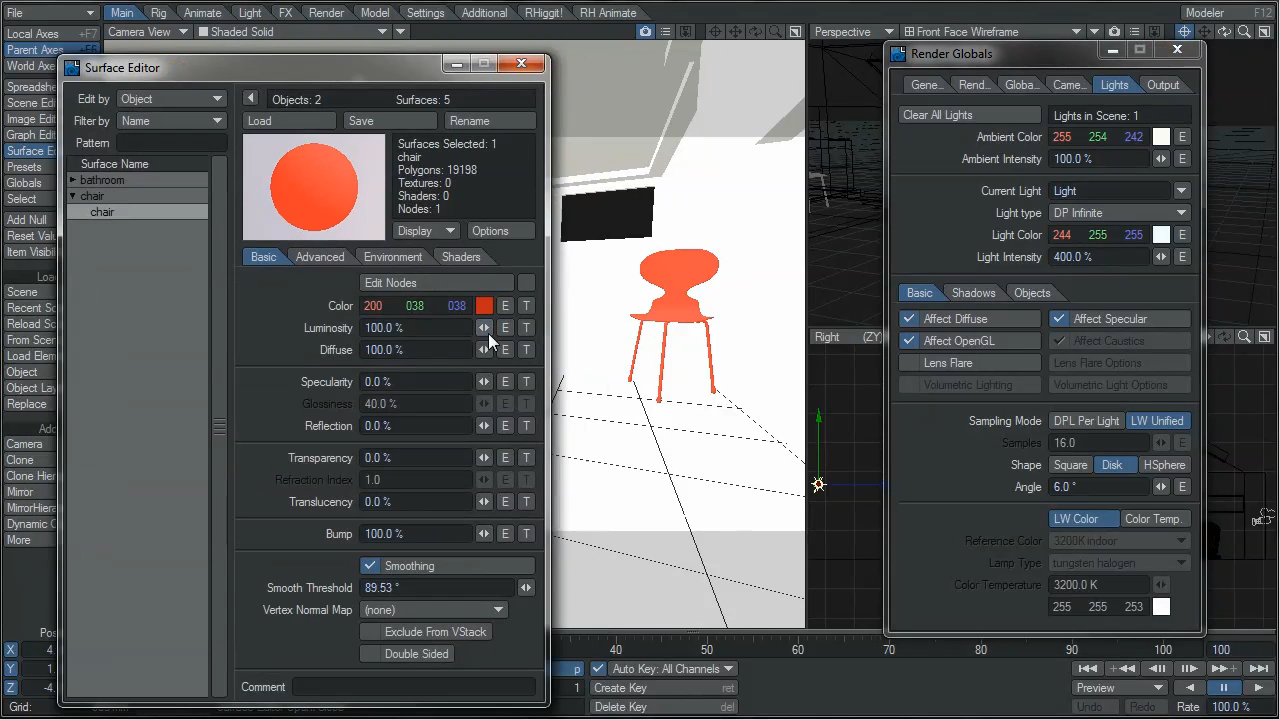 File
Main Rig Animate Light FX Render Model Settings Additional RHiggit! RH Animate
Modeler F12
Local Axes +F7
Parent Axes +F6
World Axes
Spreadshe
Scene Edi
Image Edit
Graph Edit
Surface Ed
Presets
Globals
Select
Add Null
Reset Valu
Item Visibil
Scene
Recent Sc
From Scen
Load Elem
Object
Object Lay
Replace
Camera
Clone
Clone Hier
Mirror
MirrorHiera
Dynamic C
More
Camera View Shaded Solid
Perspective Front Face Wireframe
Right (ZY)
Surface Editor
Edit by Object
Filter by Name
Pattern
Surface Name
bathroom
chair
chair
Objects: 2 Surfaces: 5
Load Save Rename
Surfaces Selected: 1
chair
Polygons: 19198
Textures: 0
Shaders: 0
Nodes: 1
Display Options
Basic Advanced Environment Shaders
Edit Nodes
Color 200 038 038 E T
Luminosity 100.0 % E T
Diffuse 100.0 % E T
Specularity 0.0 % E T
Glossiness 40.0 % E T
Reflection 0.0 % E T
Transparency 0.0 % E T
Refraction Index 1.0 E T
Translucency 0.0 % E T
Bump 100.0 % E T
Smoothing
Smooth Threshold 89.53 °
Vertex Normal Map (none)
Exclude From VStack
Double Sided
Comment
Render Globals
Gene... Rend... Globa... Came... Lights Output
Clear All Lights Lights in Scene: 1
Ambient Color 255 254 242 E
Ambient Intensity 100.0 %
Current Light Light
Light type DP Infinite
Light Color 244 255 255 E
Light Intensity 400.0 % E
Basic Shadows Objects
Affect Diffuse Affect Specular
Affect OpenGL Affect Caustics
Lens Flare Lens Flare Options
Volumetric Lighting Volumetric Light Options
Sampling Mode DPL Per Light LW Unified
Samples 16.0 E
Shape Square Disk HSphere
Angle 6.0 ° E
LW Color Color Temp.
Reference Color 3200K indoor
Lamp Type tungsten halogen
Color Temperature 3200.0 K
255 255 253
40 50 60 70 80 90 100 100
X 4
Y 1.
Z -4.
Grid:
p Auto Key: All Channels
1 Create Key ret
Delete Key del
Preview
Undo Redo Rate 100.0 %